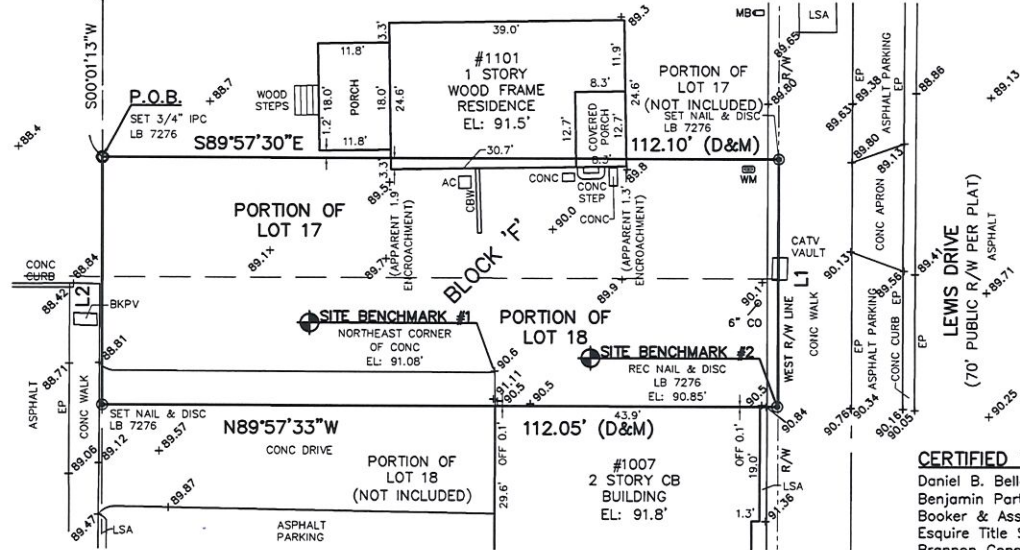 S00°01'13"W
P.O.B.
SET 3/4" IPC
LB 7276
88.4
88.7
WOOD
STEPS
11.8'
18.0'
PORCH
1.2'
11.8'
3.3'
39.0'
18.0'
24.6'
#1101
1 STORY
WOOD FRAME
RESIDENCE
EL: 91.5'
89.3
11.9'
8.3'
24.6'
12.7'
COVERED
PORCH
12.7'
8.3'
30.7'
3.3'
PORTION OF
LOT 17
(NOT INCLUDED)
SET NAIL & DISC
LB 7276
MB
LSA
89.65
R/W
89.80
EP
89.38
89.63
ASPHALT PARKING
EP
88.86
89.13
89.80
89.13
S89°57'30"E
112.10' (D&M)
89.5
AC
CBW
CONC
CONC
STEP
CONC
89.8
WM
90.0
(APPARENT 1.9'
ENCROACHMENT)
(APPARENT 1.3'
ENCROACHMENT)
PORTION OF
LOT 17
89.1
89.7
89.9
BLOCK 'F'
CONC
CURB
88.84
88.42
L2
BKPV
CATV
VAULT
L1
90.11
6" CO
WEST R/W LINE
CONC WALK
90.13
CONC APRON
89.56
89.41
EP
LEWIS DRIVE
(70' PUBLIC R/W PER PLAT)
ASPHALT
89.71
SITE BENCHMARK #1
NORTHEAST CORNER
OF CONC
EL: 91.08'
PORTION OF
LOT 18
SITE BENCHMARK #2
REC NAIL & DISC
LB 7276
EL: 90.85'
88.81
88.71
ASPHALT
EP
CONC WALK
90.6
91.11
90.5
90.5
90.5
90.84
EP
ASPHALT PARKING
CONC CURB
EP
90.76
90.34
90.18
90.05
90.25
SET NAIL & DISC
LB 7276
89.12
89.57
89.06
N89°57'33"W
CONC DRIVE
43.9'
112.05' (D&M)
OFF 0.1'
OFF 0.1'
19.0'
R/W
29.6'
PORTION OF
LOT 18
(NOT INCLUDED)
#1007
2 STORY CB
BUILDING
EL: 91.8'
LSA
1.3'
91.36
89.87
89.47
LSA
ASPHALT
PARKING
CERTIFIED
Daniel B.
Benjamin
Booker &
Esquire Title